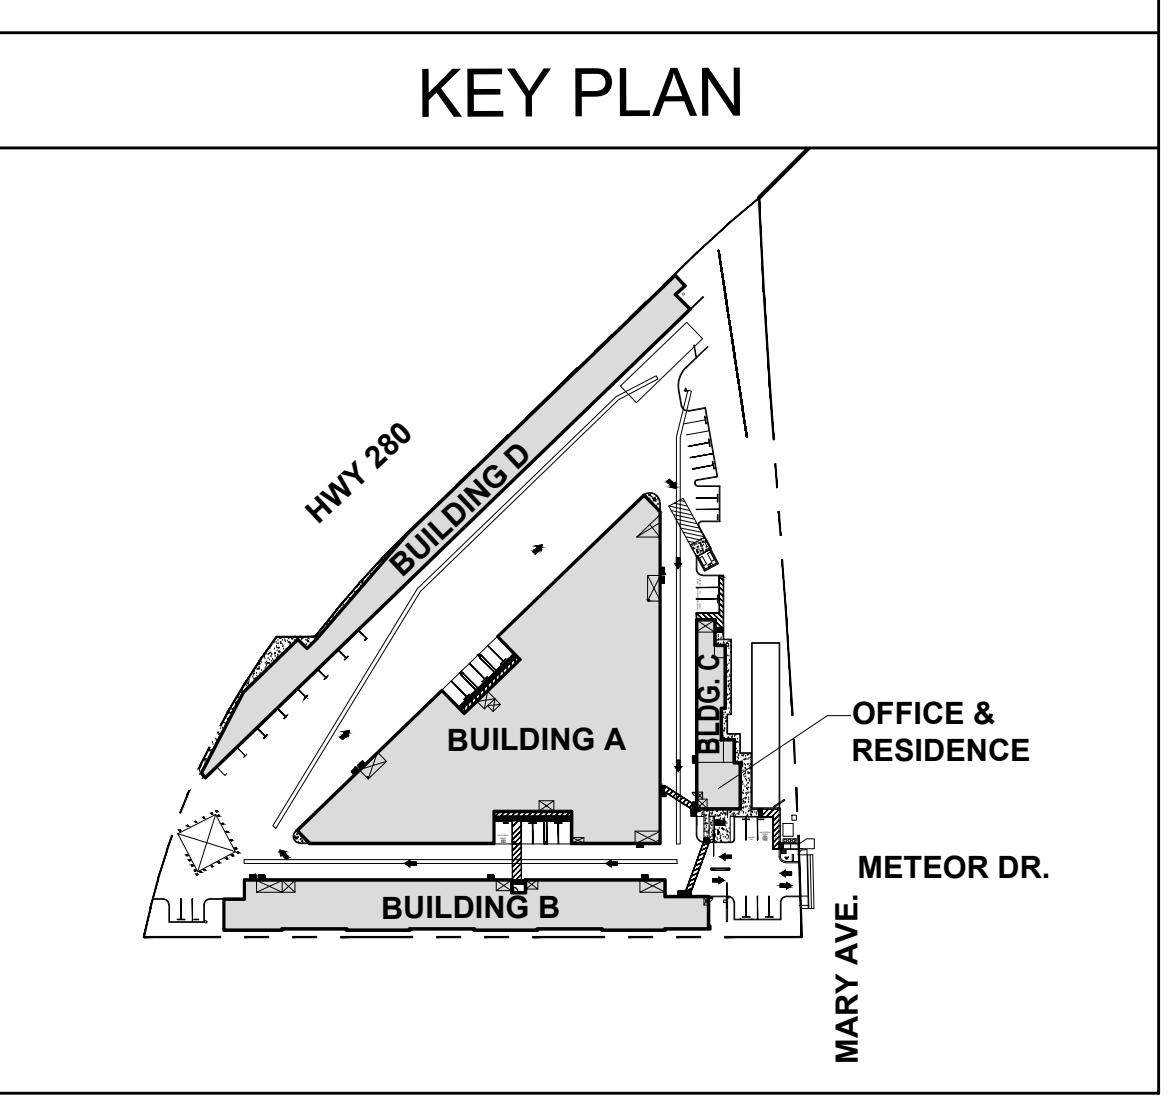 KEY PLAN
HWY 280
BUILDING D
BUILDING A
BLDG. C
OFFICE &
RESIDENCE
METEOR DR.
BUILDING B
MARY AVE.